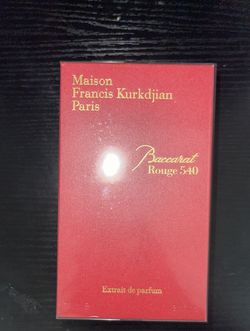 Maison
Francis Kurkdjian
Paris
Baccarat
Rouge 540
Extrait de parfum